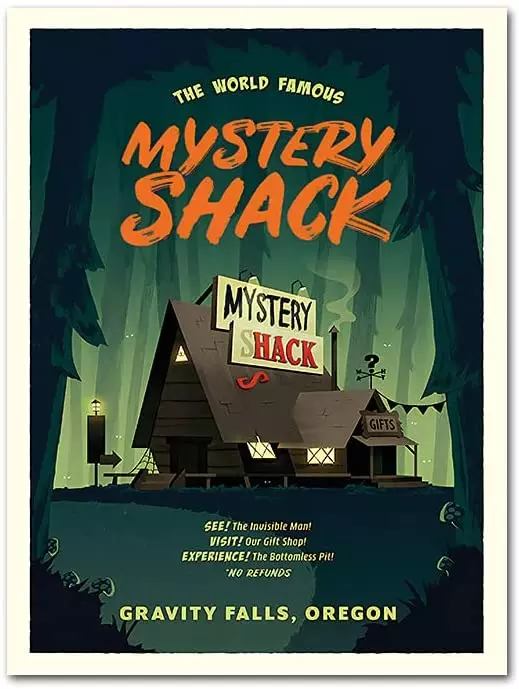 THE WORLD FAMOUS
MYSTERY
SHACK
MYSTERY
SHACK
?
GIFTS
SEE! The Invisible Man!
VISIT! Our Gift Shop!
EXPERIENCE! The Bottomless Pit!
*NO REFUNDS
GRAVITY FALLS, OREGON